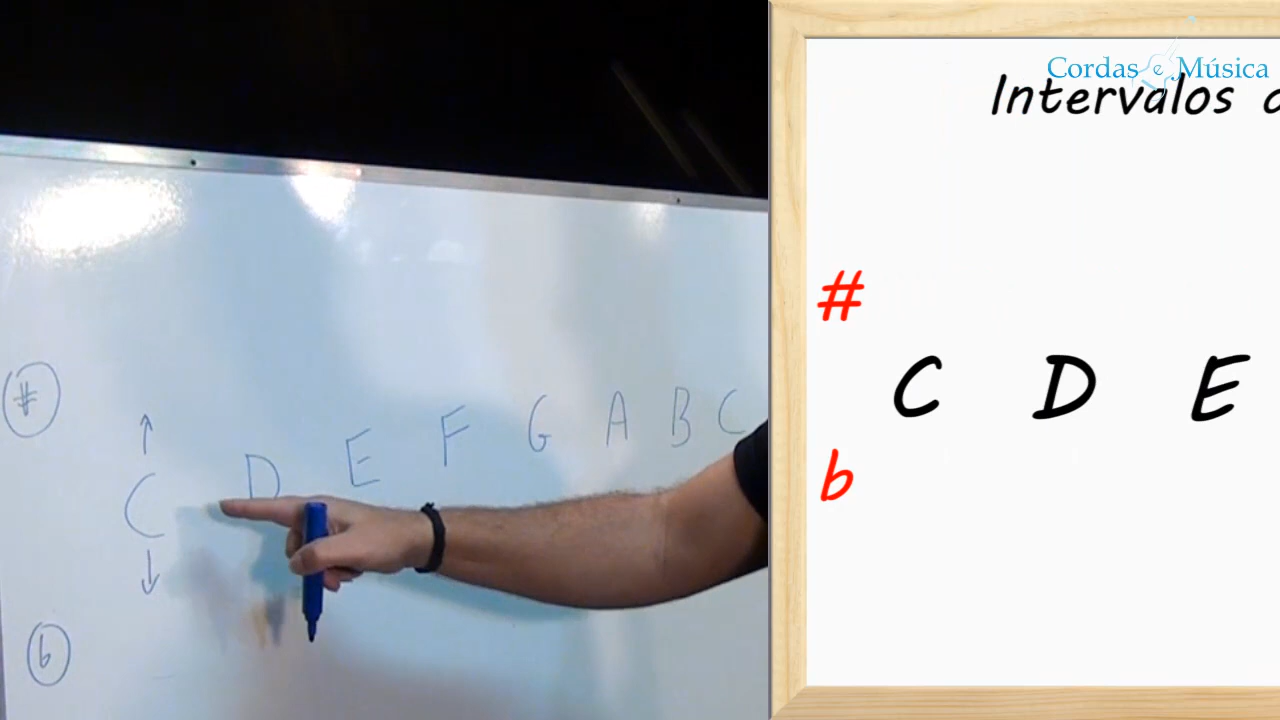 #
C D E F G A B C
b
Cordas e Música
Intervalos
#
C D E
b